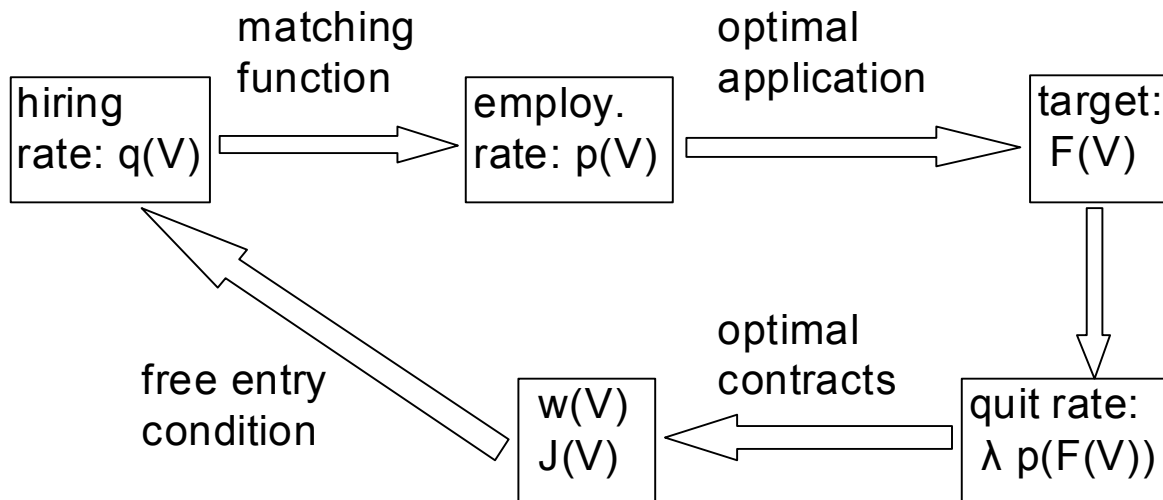 matching
function
optimal
application
hiring
rate: q(V)
employ.
rate: p(V)
target:
F(V)
free entry
condition
w(V)
J(V)
optimal
contracts
quit rate:
λ p(F(V))